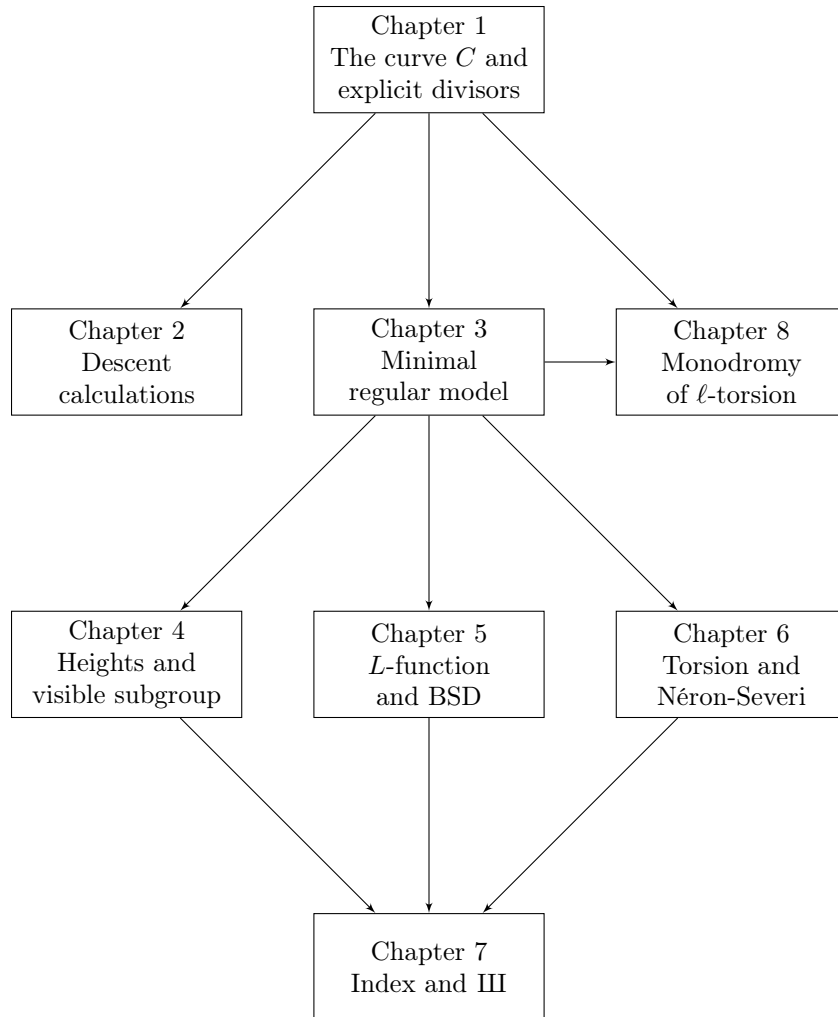 Chapter 1
The curve C and
explicit divisors
Chapter 2
Descent
calculations
Chapter 3
Minimal
regular model
Chapter 8
Monodromy
of ℓ-torsion
Chapter 4
Heights and
visible subgroup
Chapter 5
L-function
and BSD
Chapter 6
Torsion and
Néron-Severi
Chapter 7
Index and Ш